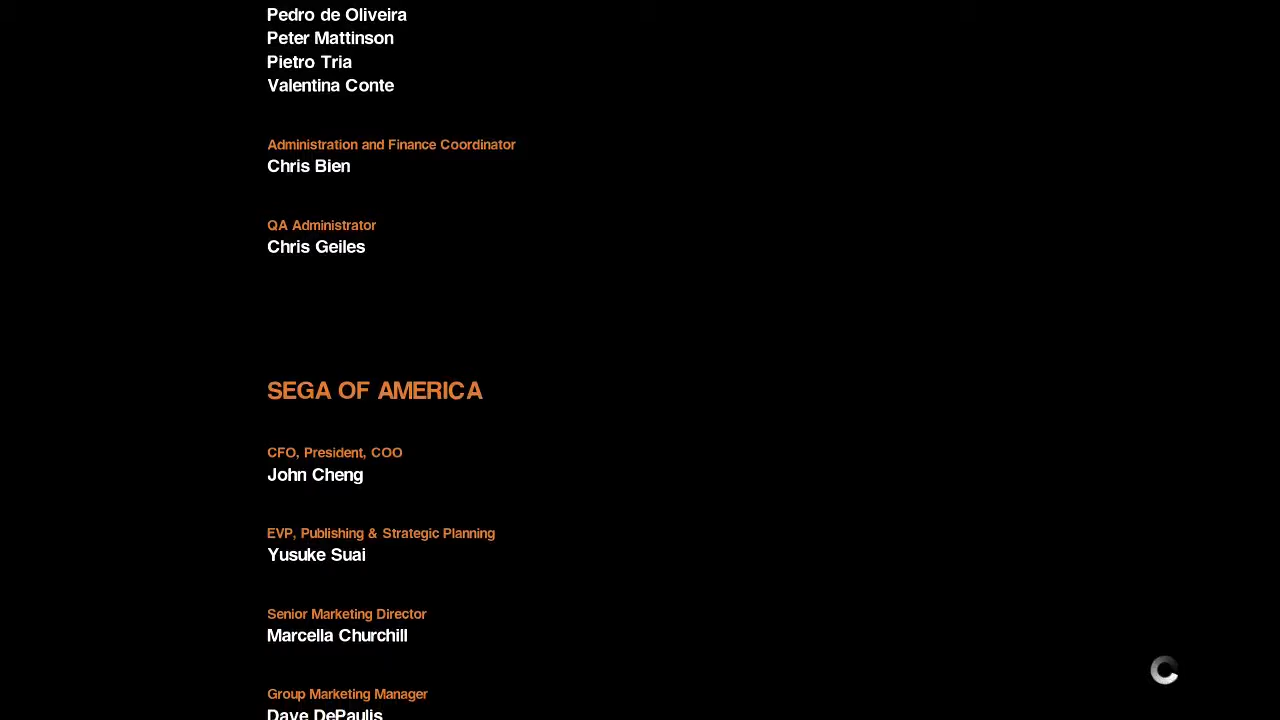 Pedro de Oliveira
Peter Mattinson
Pietro Tria
Valentina Conte
Administration and Finance Coordinator
Chris Bien
QA Administrator
Chris Geiles
SEGA OF AMERICA
CFO, President, COO
John Cheng
EVP, Publishing & Strategic Planning
Yusuke Suai
Senior Marketing Director
Marcella Churchill
Group Marketing Manager
Dave DePaulis